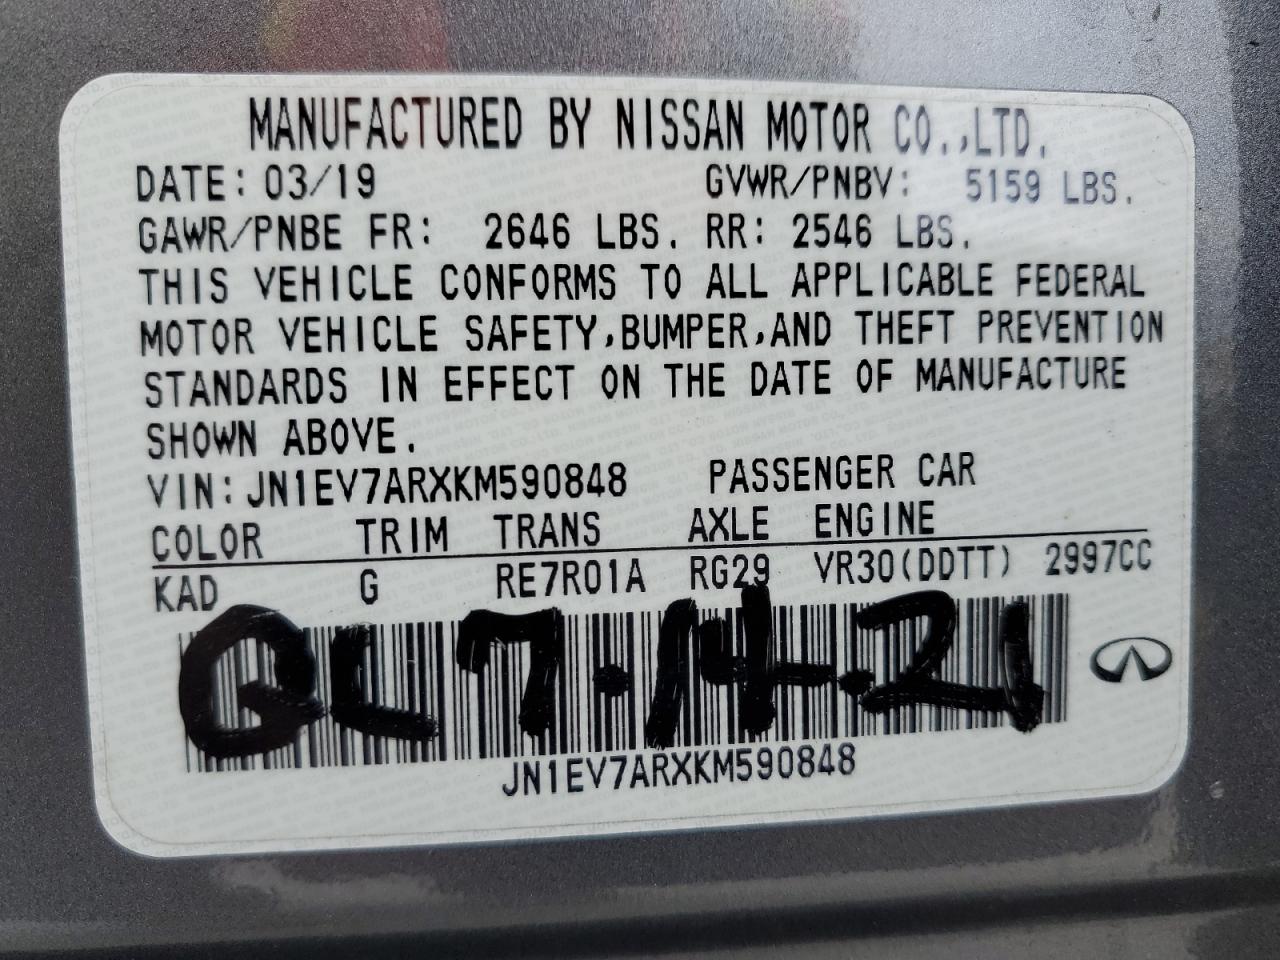 MANUFACTURED BY NISSAN MOTOR CO.,LTD.
DATE: 03/19 GVWR/PNBV: 5159 LBS.
GAWR/PNBE FR: 2646 LBS. RR: 2546 LBS.
THIS VEHICLE CONFORMS TO ALL APPLICABLE FEDERAL
MOTOR VEHICLE SAFETY,BUMPER,AND THEFT PREVENTION
STANDARDS IN EFFECT ON THE DATE OF MANUFACTURE
SHOWN ABOVE.
VIN: JN1EV7ARXKM590848 PASSENGER CAR
COLOR TRIM TRANS AXLE ENGINE
KAD G RE7R01A RG29 VR30(DDTT) 2997CC
QC 7.14.21
JN1EV7ARXKM590848